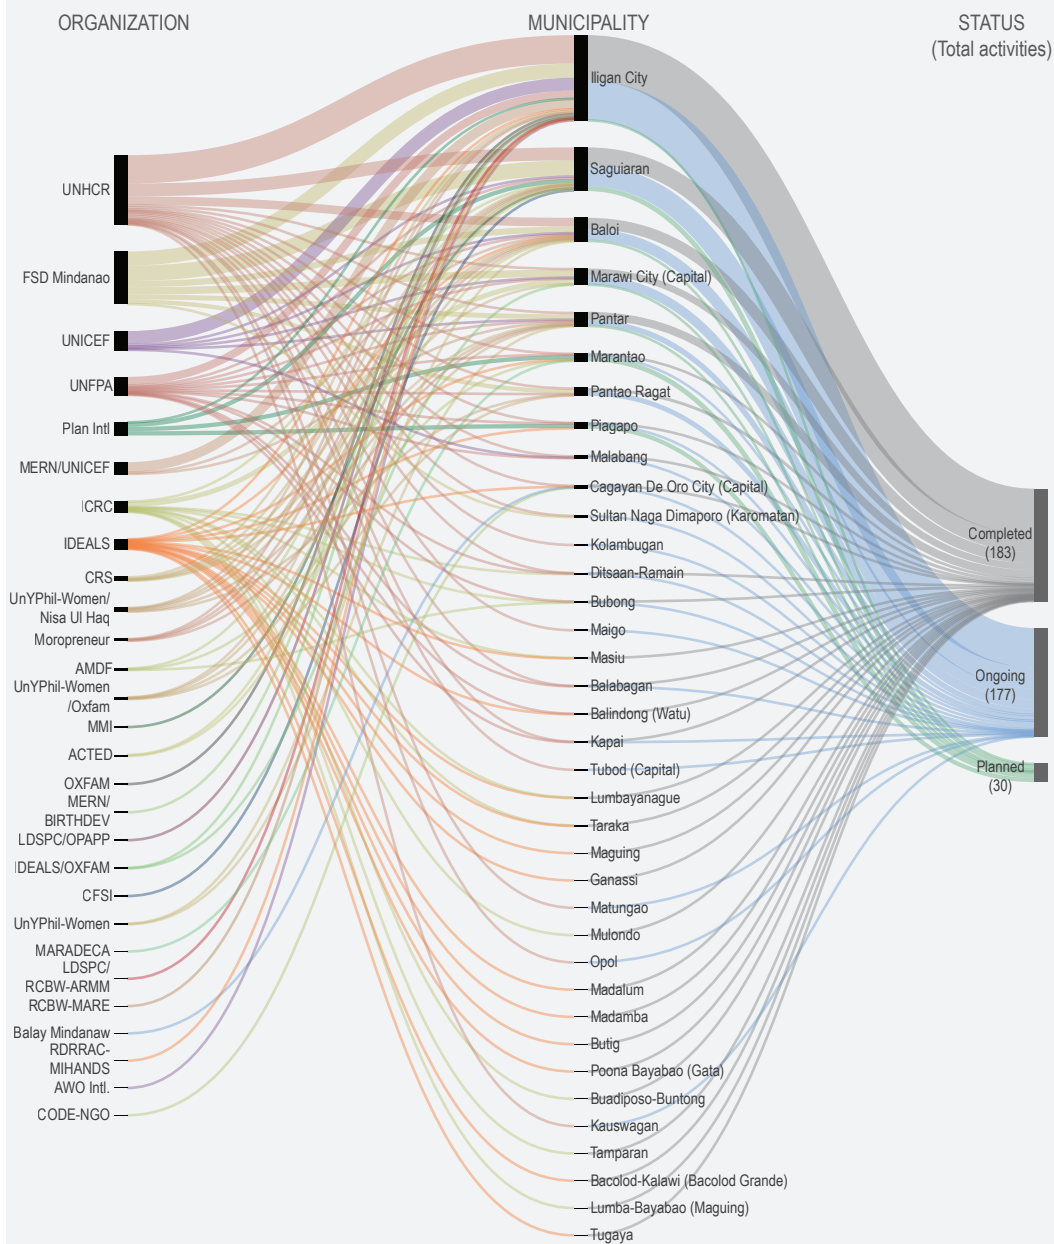 ORGANIZATION
MUNICIPALITY
STATUS
(Total activities)
UNHCR
FSD Mindanao
UNICEF
UNFPA
Plan Intl
MERN/UNICEF
ICRC
IDEALS
CRS
UnYPhil-Women/
Nisa Ul Haq
Moropreneur
AMDF
UnYPhil-Women
/Oxfam
MMI
ACTED
OXFAM
MERN/
BIRTHDEV
LDSPC/OPAPP
IDEALS/OXFAM
CFSI
UnYPhil-Women
MARADECA
LDSPC/
RCBW-ARMM
RCBW-MARE
Balay Mindanaw
RDRRAC-
MIHANDS
AWO Intl.
CODE-NGO
Iligan City
Saguiaran
Baloi
Marawi City (Capital)
Pantar
Marantao
Pantao Ragat
Piagapo
Malabang
Cagayan De Oro City (Capital)
Sultan Naga Dimaporo (Karomatan)
Kolambugan
Ditsaan-Ramain
Bubong
Maigo
Masiu
Balabagan
Balindong (Watu)
Kapai
Tubod (Capital)
Lumbayanague
Taraka
Maguing
Ganassi
Matungao
Mulondo
Opol
Madalum
Madamba
Butig
Poona Bayabao (Gata)
Buadiposo-Buntong
Kauswagan
Tamparan
Bacolod-Kalawi (Bacolod Grande)
Lumba-Bayabao (Maguing)
Tugaya
Completed
(183)
Ongoing
(177)
Planned
(30)